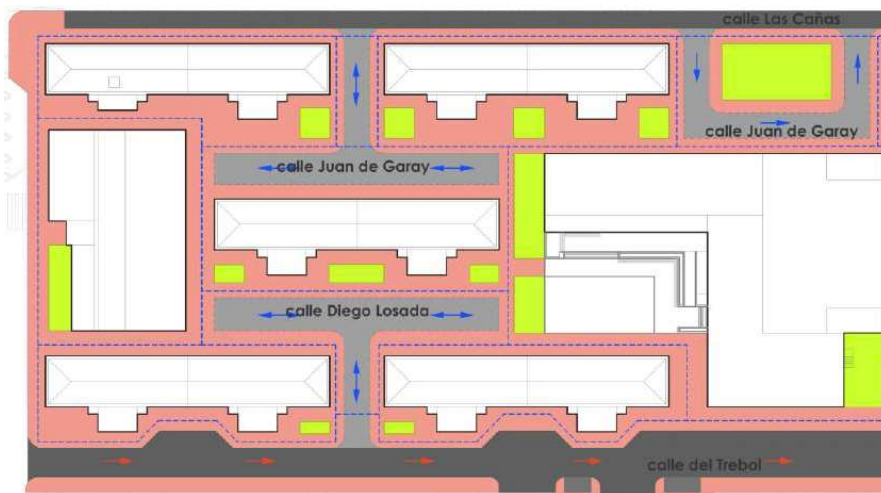 calle Las Cañas
calle Juan de Garay
calle Juan de Garay
calle Diego Losada
calle del Trebol